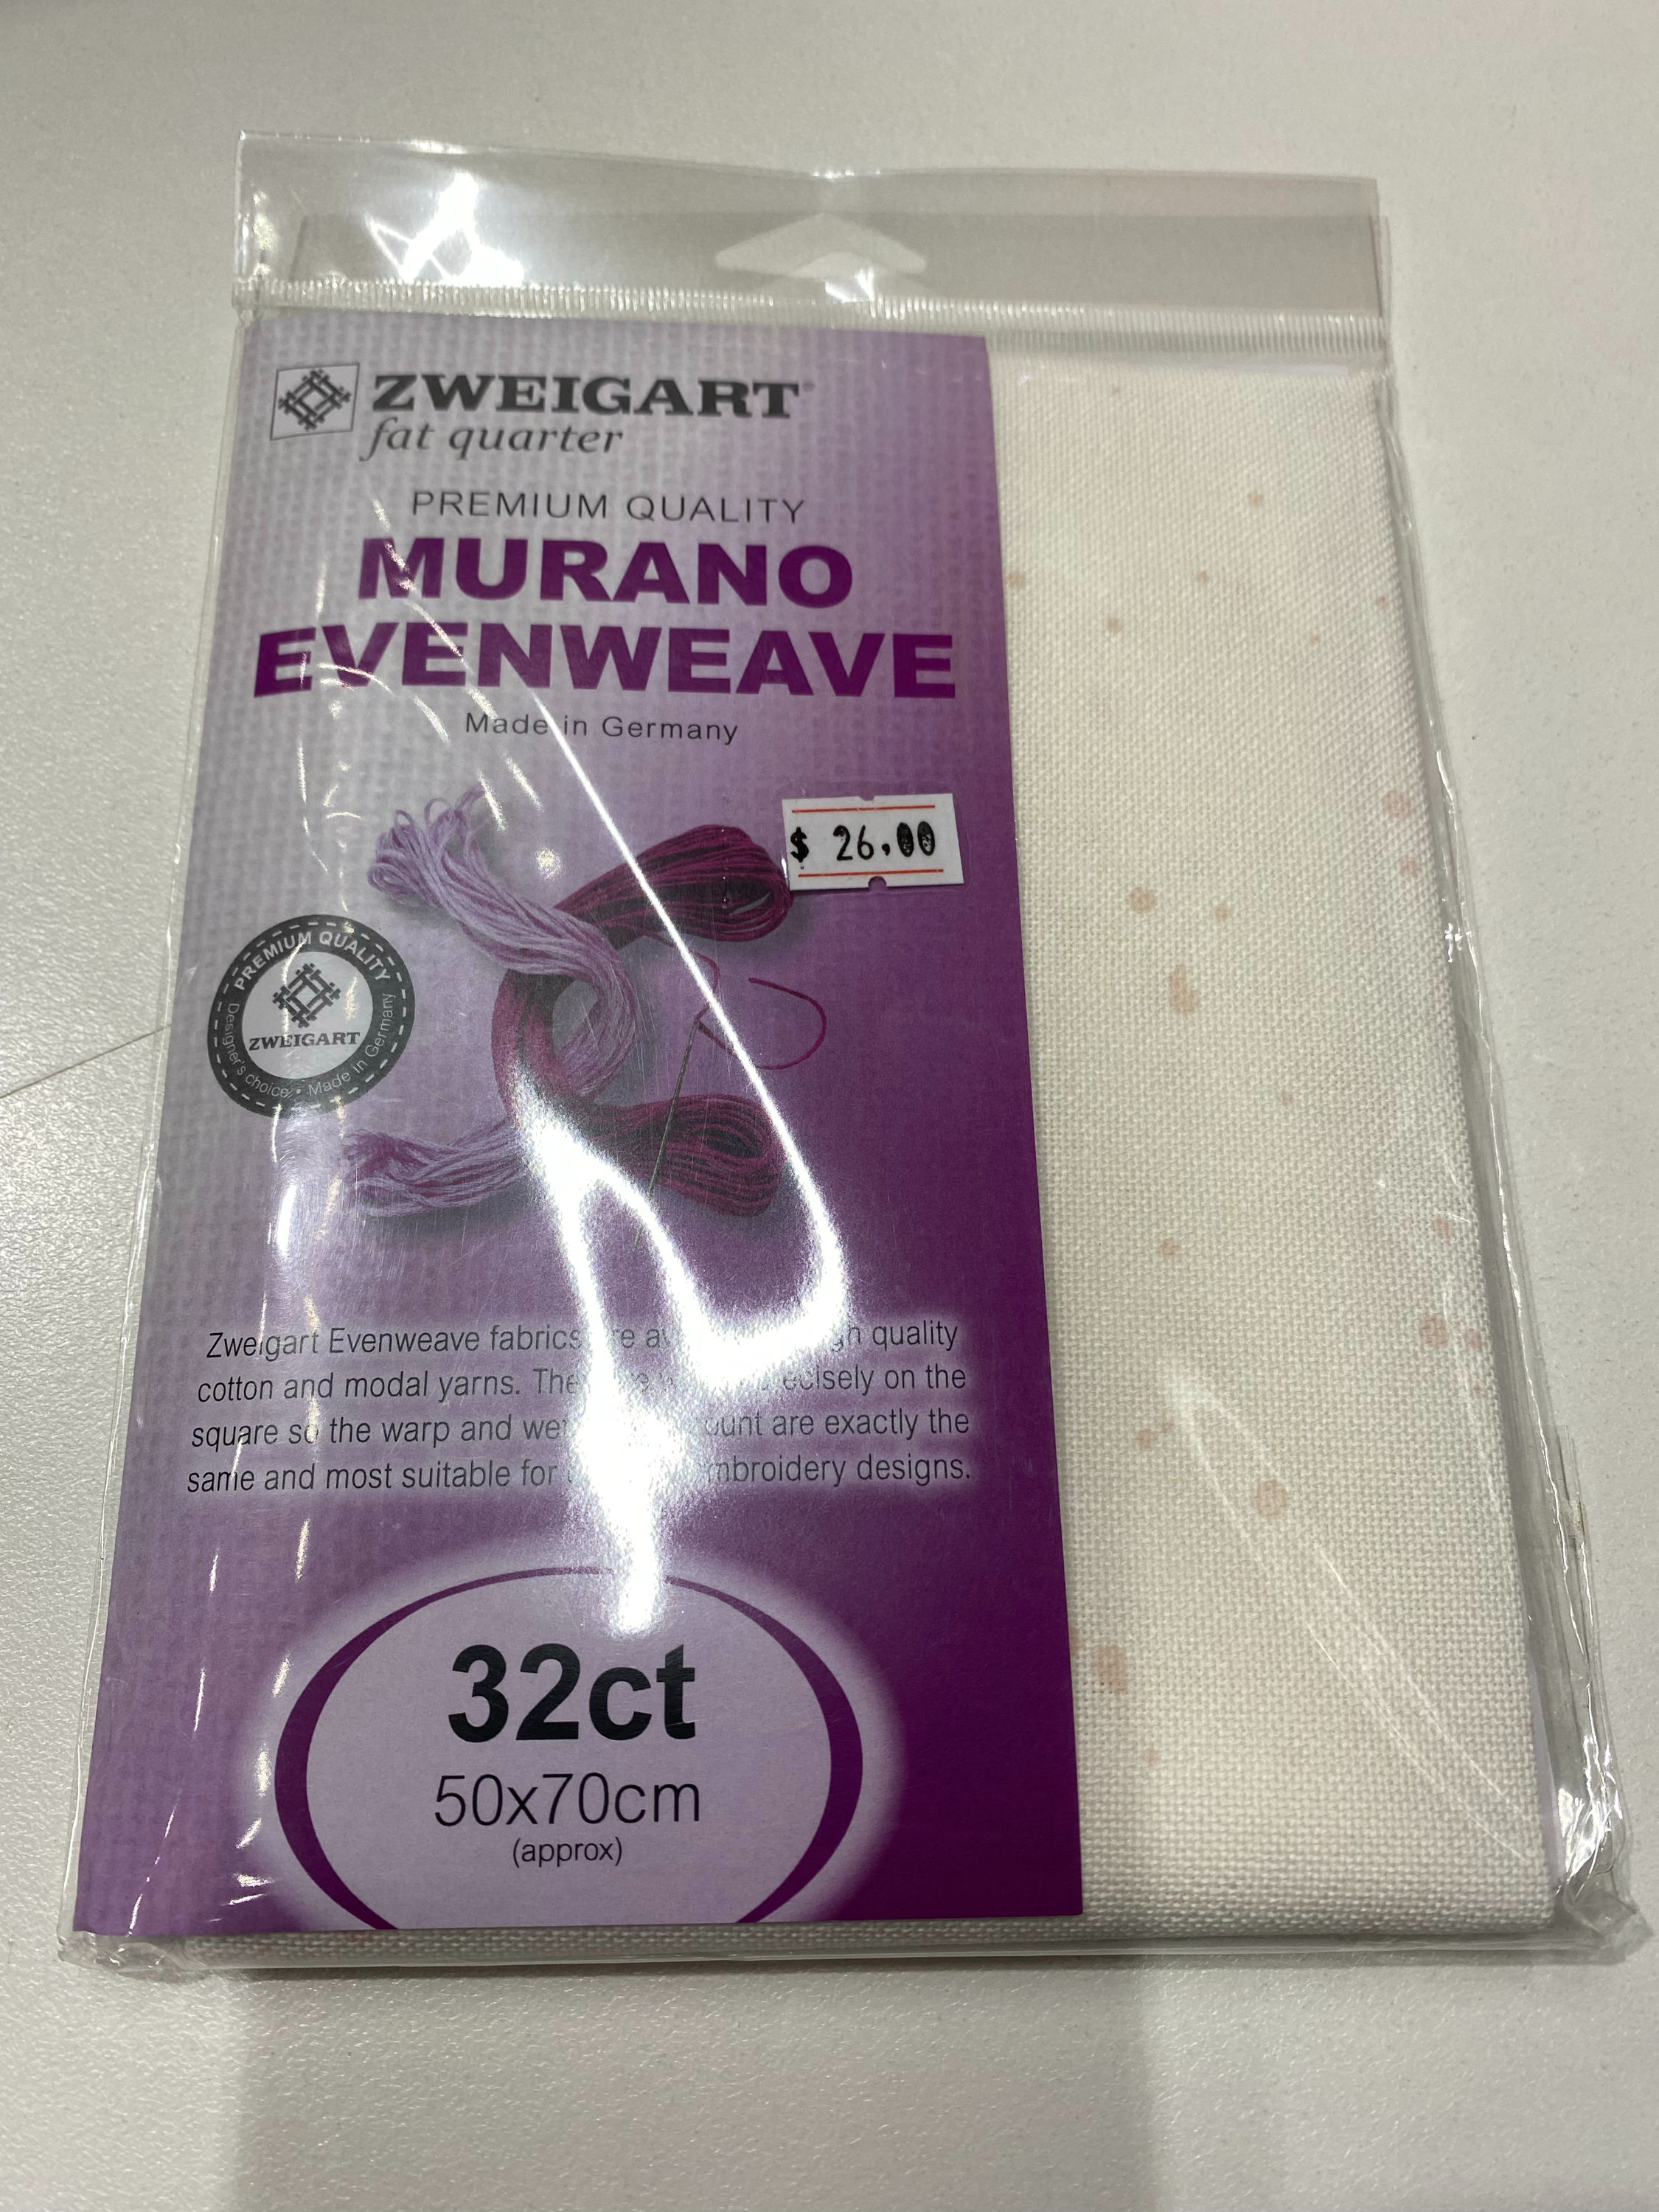 ZWEIGART®
fat quarter
PREMIUM QUALITY
MURANO
EVENWEAVE
Made in Germany
$ 26.00
PREMIUM QUALITY
ZWEIGART
Designer's choice • Made in Germany
Zweigart Evenweave fabrics quality
cotton and modal yarns. on the
square so the warp and are exactly the
same and most suitable for embroidery designs.
32ct
50x70cm
(approx)